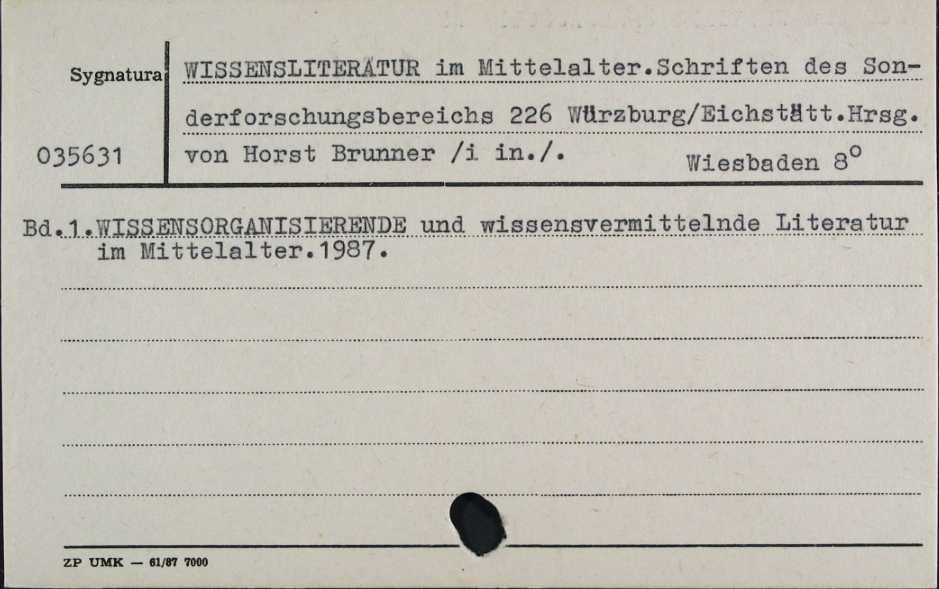 Sygnatura
WISSENSLITERATUR im Mittelalter.Schriften des Son-
derforschungsbereichs 226 Würzburg/Eichstätt.Hrsg.
035631
von Horst Brunner /i in./.
Wiesbaden 8°
Bd.1.WISSENSORGANISIERENDE und wissensvermittelnde Literatur
im Mittelalter.1987.
ZP UMK — 61/87 7000